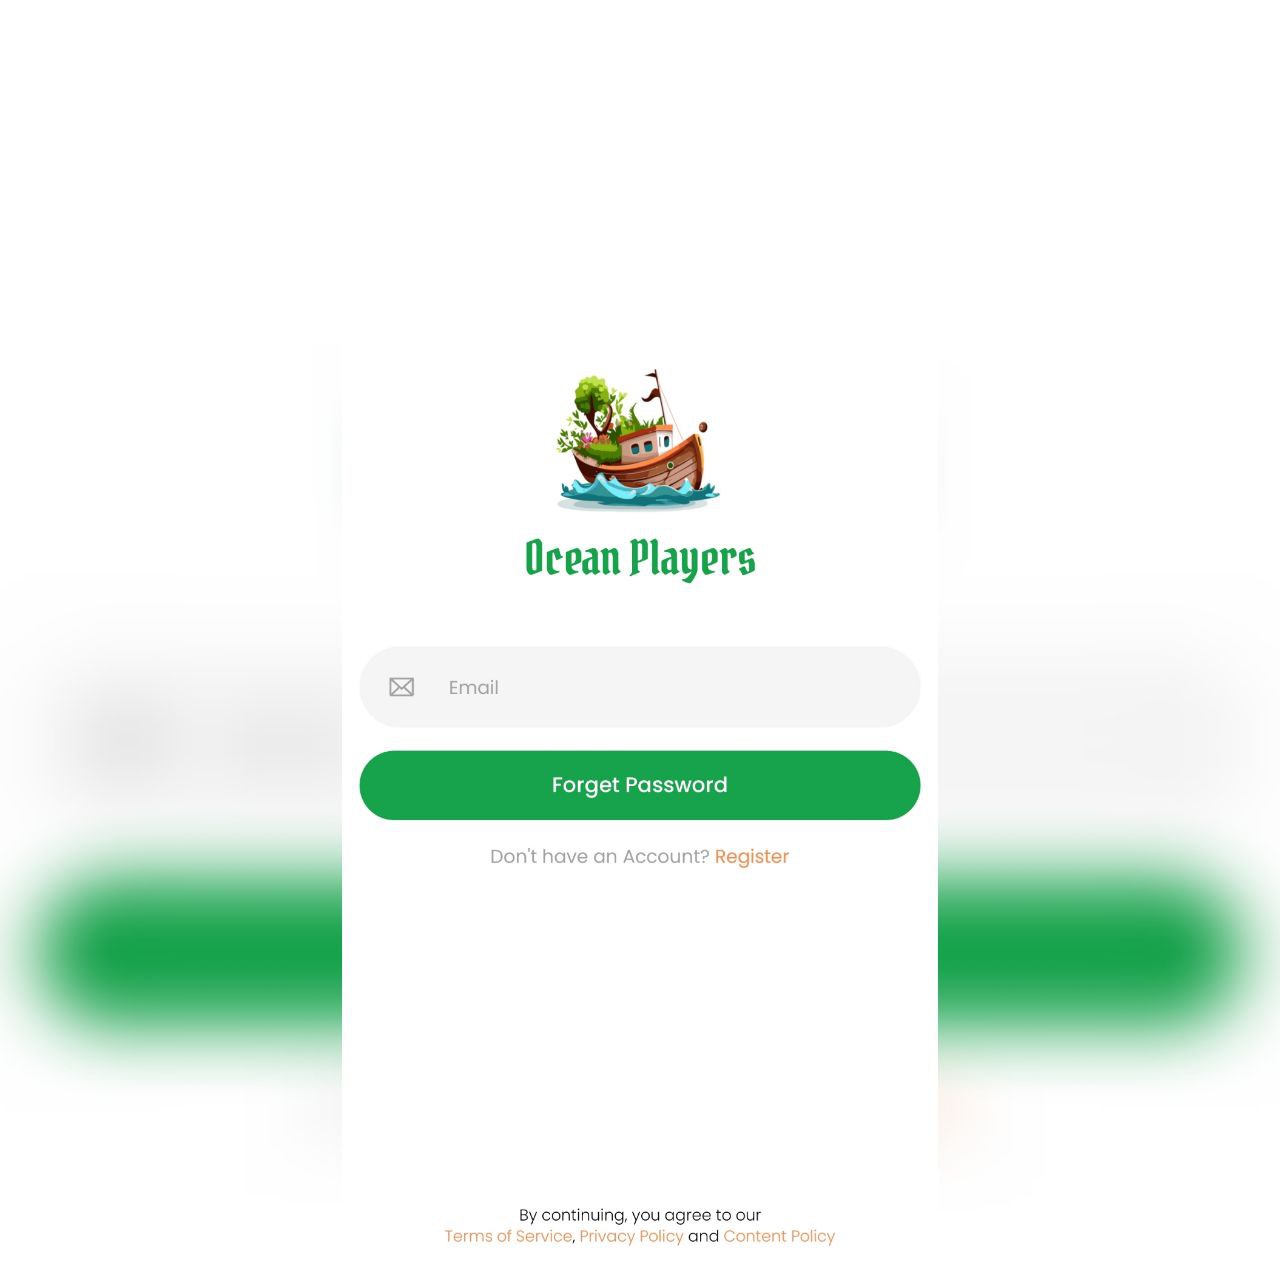 Ocean Players
Email
Forget Password
Don't have an Account? Register
By continuing, you agree to our
Terms of Service, Privacy Policy and Content Policy